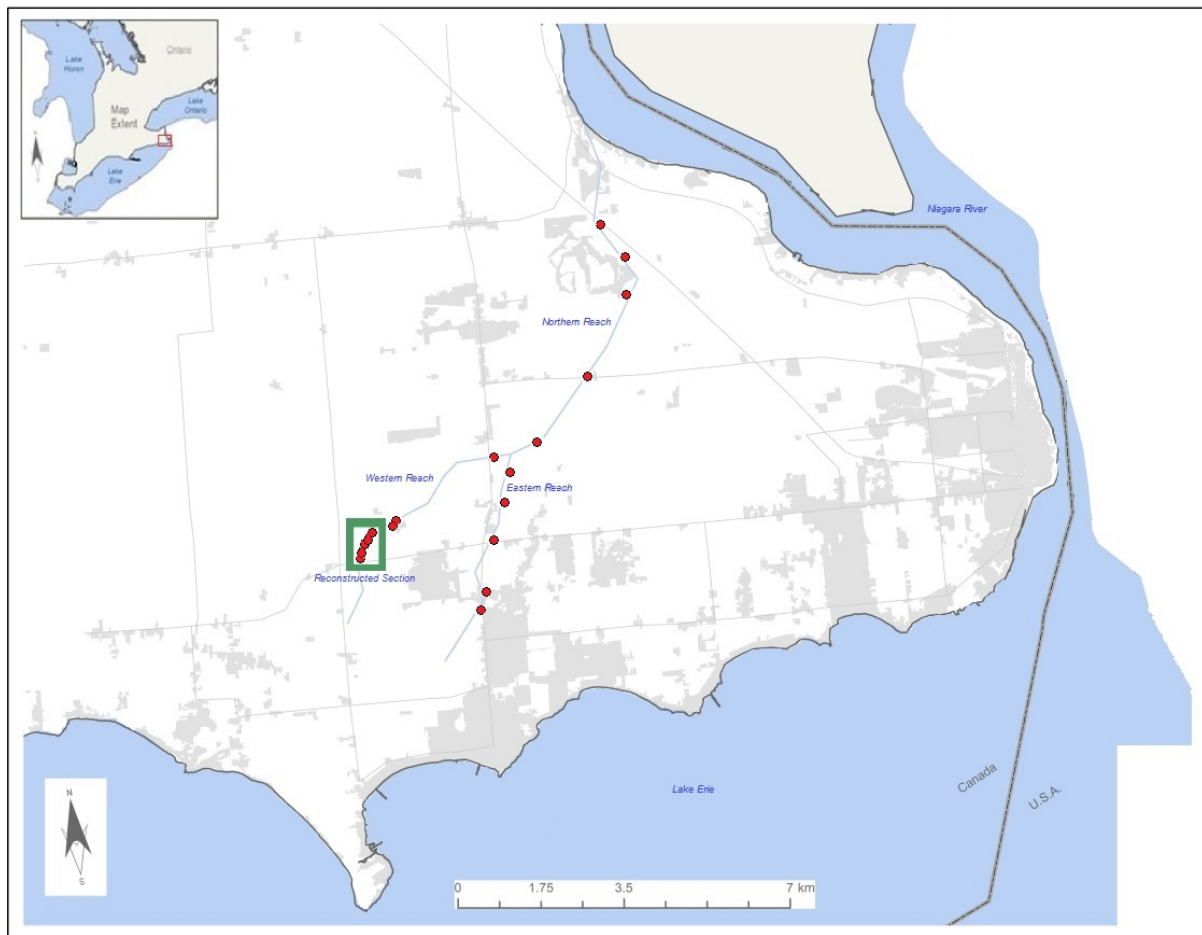 Ontario
Lake
Huron
Lake
Ontario
Map
Extent
Lake
Erie
Niagara River
Northern Reach
Western Reach
Eastern Reach
Reconstructed Section
Canada
U.S.A.
Lake Erie
N
S
0 1.75 3.5 7 km